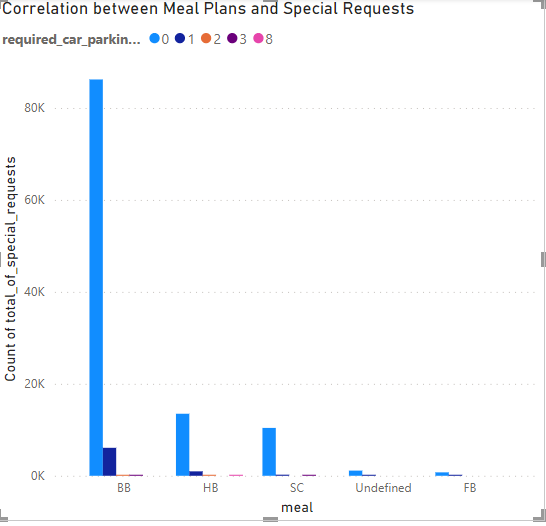 Correlation between Meal Plans and Special Requests
required_car_parkin... 0 1 2 3 8
80K
60K
40K
20K
0K
Count of total_of_special_requests
BB HB SC Undefined FB
meal